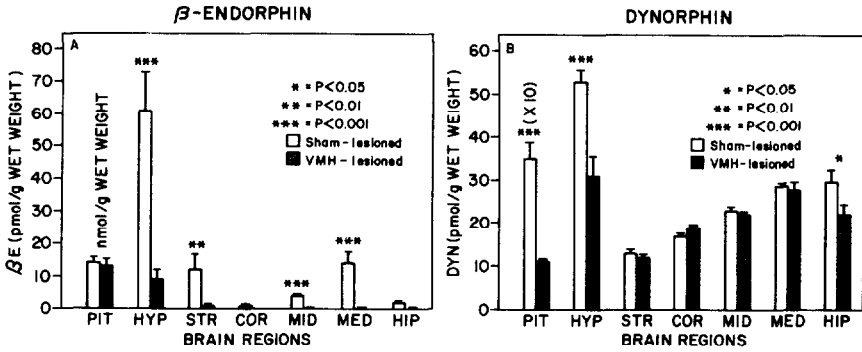 β-ENDORPHIN
A
βE (pmol/g WET WEIGHT)
80
70
60
50
40
30
20
10
0
nmol/g WET WEIGHT
***
**
***
***
* = P<0.05
** = P<0.01
*** = P<0.001
Sham-lesioned
VMH-lesioned
PIT HYP STR COR MID MED HIP
BRAIN REGIONS
DYNORPHIN
B
DYN (pmol/g WET WEIGHT)
60
50
40
30
20
10
0
*** (X 10)
***
*
* = P<0.05
** = P<0.01
*** = P<0.001
Sham-lesioned
VMH-lesioned
PIT HYP STR COR MID MED HIP
BRAIN REGIONS